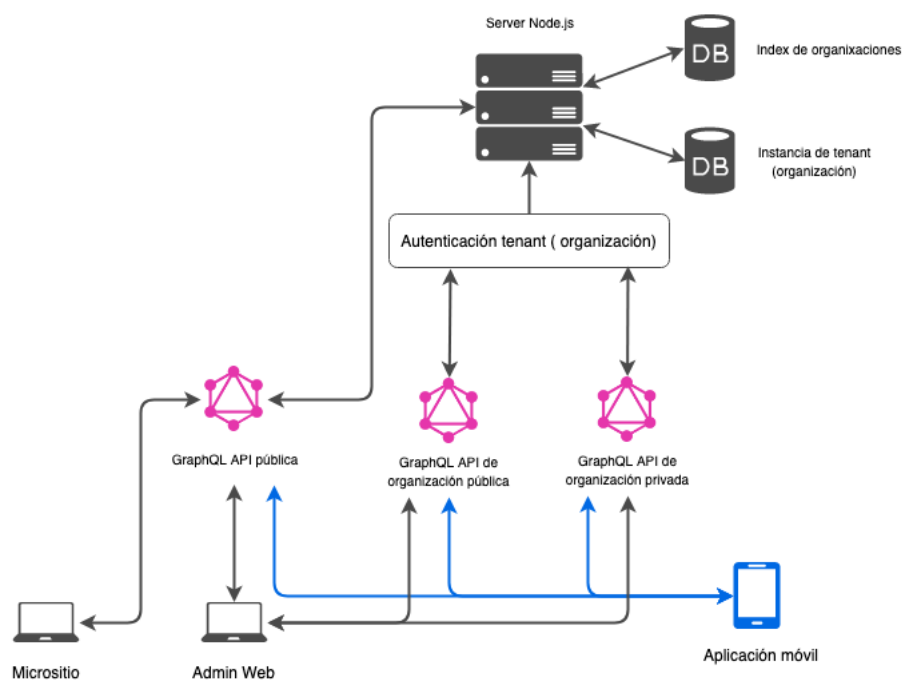 Server Node.js
DB
Index de organixaciones
DB
Instancia de tenant
(organización)
Autenticación tenant ( organización)
GraphQL API pública
GraphQL API de
organización pública
GraphQL API de
organización privada
Micrositio
Admin Web
Aplicación móvil